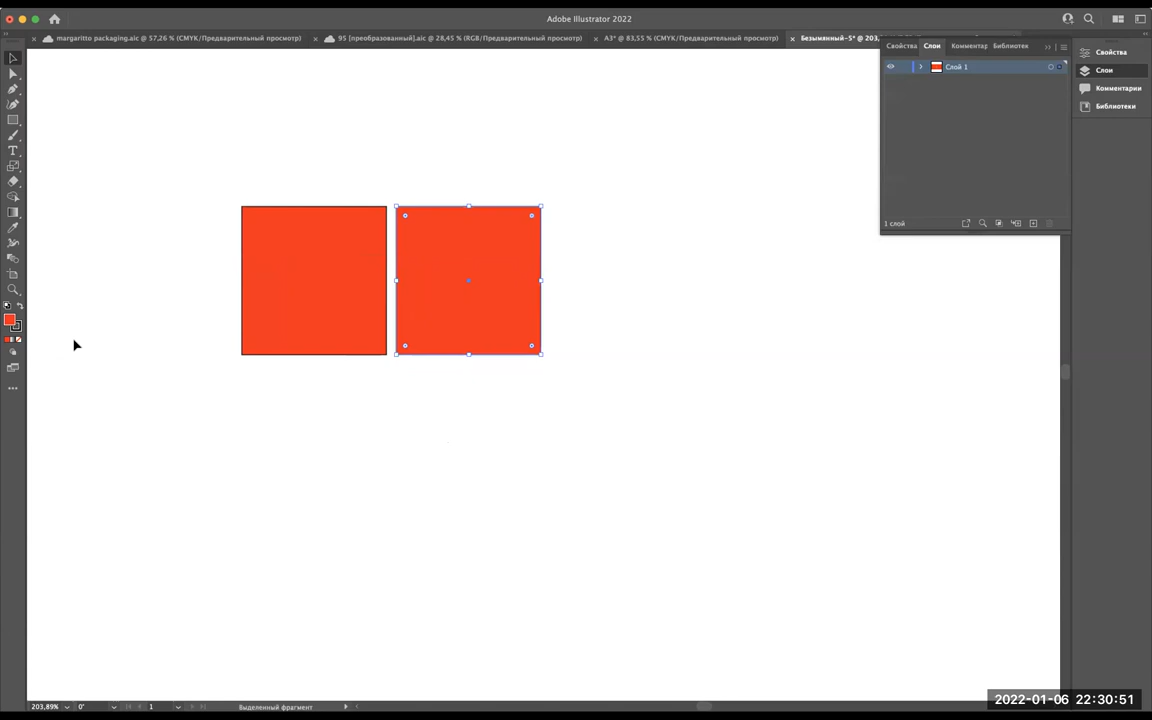 Adobe Illustrator 2022
margaritto packaging.aic @ 57,26 % (CMYK/Предварительный просмотр)
95 [преобразованный].aic @ 28,45 % (RGB/Предварительный просмотр)
A3* @ 83,55 % (CMYK/Предварительный просмотр)
Безымянный-5* @ 203,
Свойства
Слои
Комментар
Библиотек
Слой 1
1 слой
Свойства
Слои
Комментарии
Библиотеки
T
203,89%
0°
1
Выделенный фрагмент
2022-01-06 22:30:51